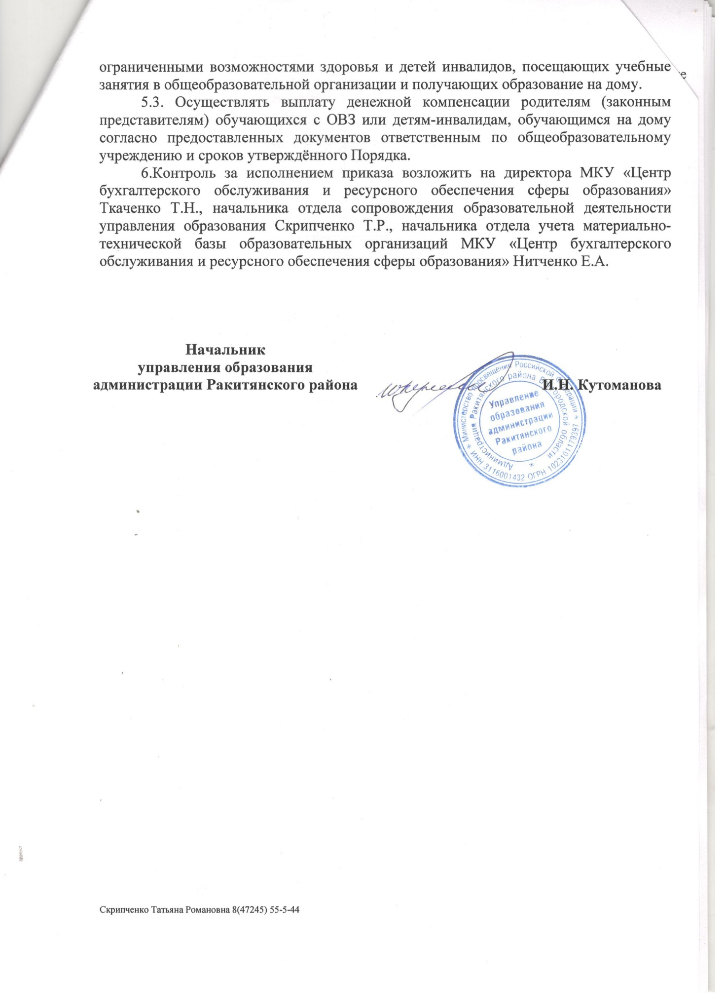 ограниченными возможностями здоровья и детей инвалидов, посещающих учебные
занятия в общеобразовательной организации и получающих образование на дому.
5.3. Осуществлять выплату денежной компенсации родителям (законным
представителям) обучающихся с ОВЗ или детям-инвалидам, обучающимся на дому
согласно предоставленных документов ответственным по общеобразовательному
учреждению и сроков утверждённого Порядка.
6.Контроль за исполнением приказа возложить на директора МКУ «Центр
бухгалтерского обслуживания и ресурсного обеспечения сферы образования»
Ткаченко Т.Н., начальника отдела сопровождения образовательной деятельности
управления образования Скрипченко Т.Р., начальника отдела учета материально-
технической базы образовательных организаций МКУ «Центр бухгалтерского
обслуживания и ресурсного обеспечения сферы образования» Нитченко Е.А.
Начальник
управления образования
администрации Ракитянского района
И.Н. Кутоманова
* Министерство просвещения Российской Федерации *
ИНН 3116001432 ОГРН 1023101179397
Администрация Ракитянского района Белгородской области
*
Управление
образования
администрации
Ракитянского
района
Скрипченко Татьяна Романовна 8(47245) 55-5-44